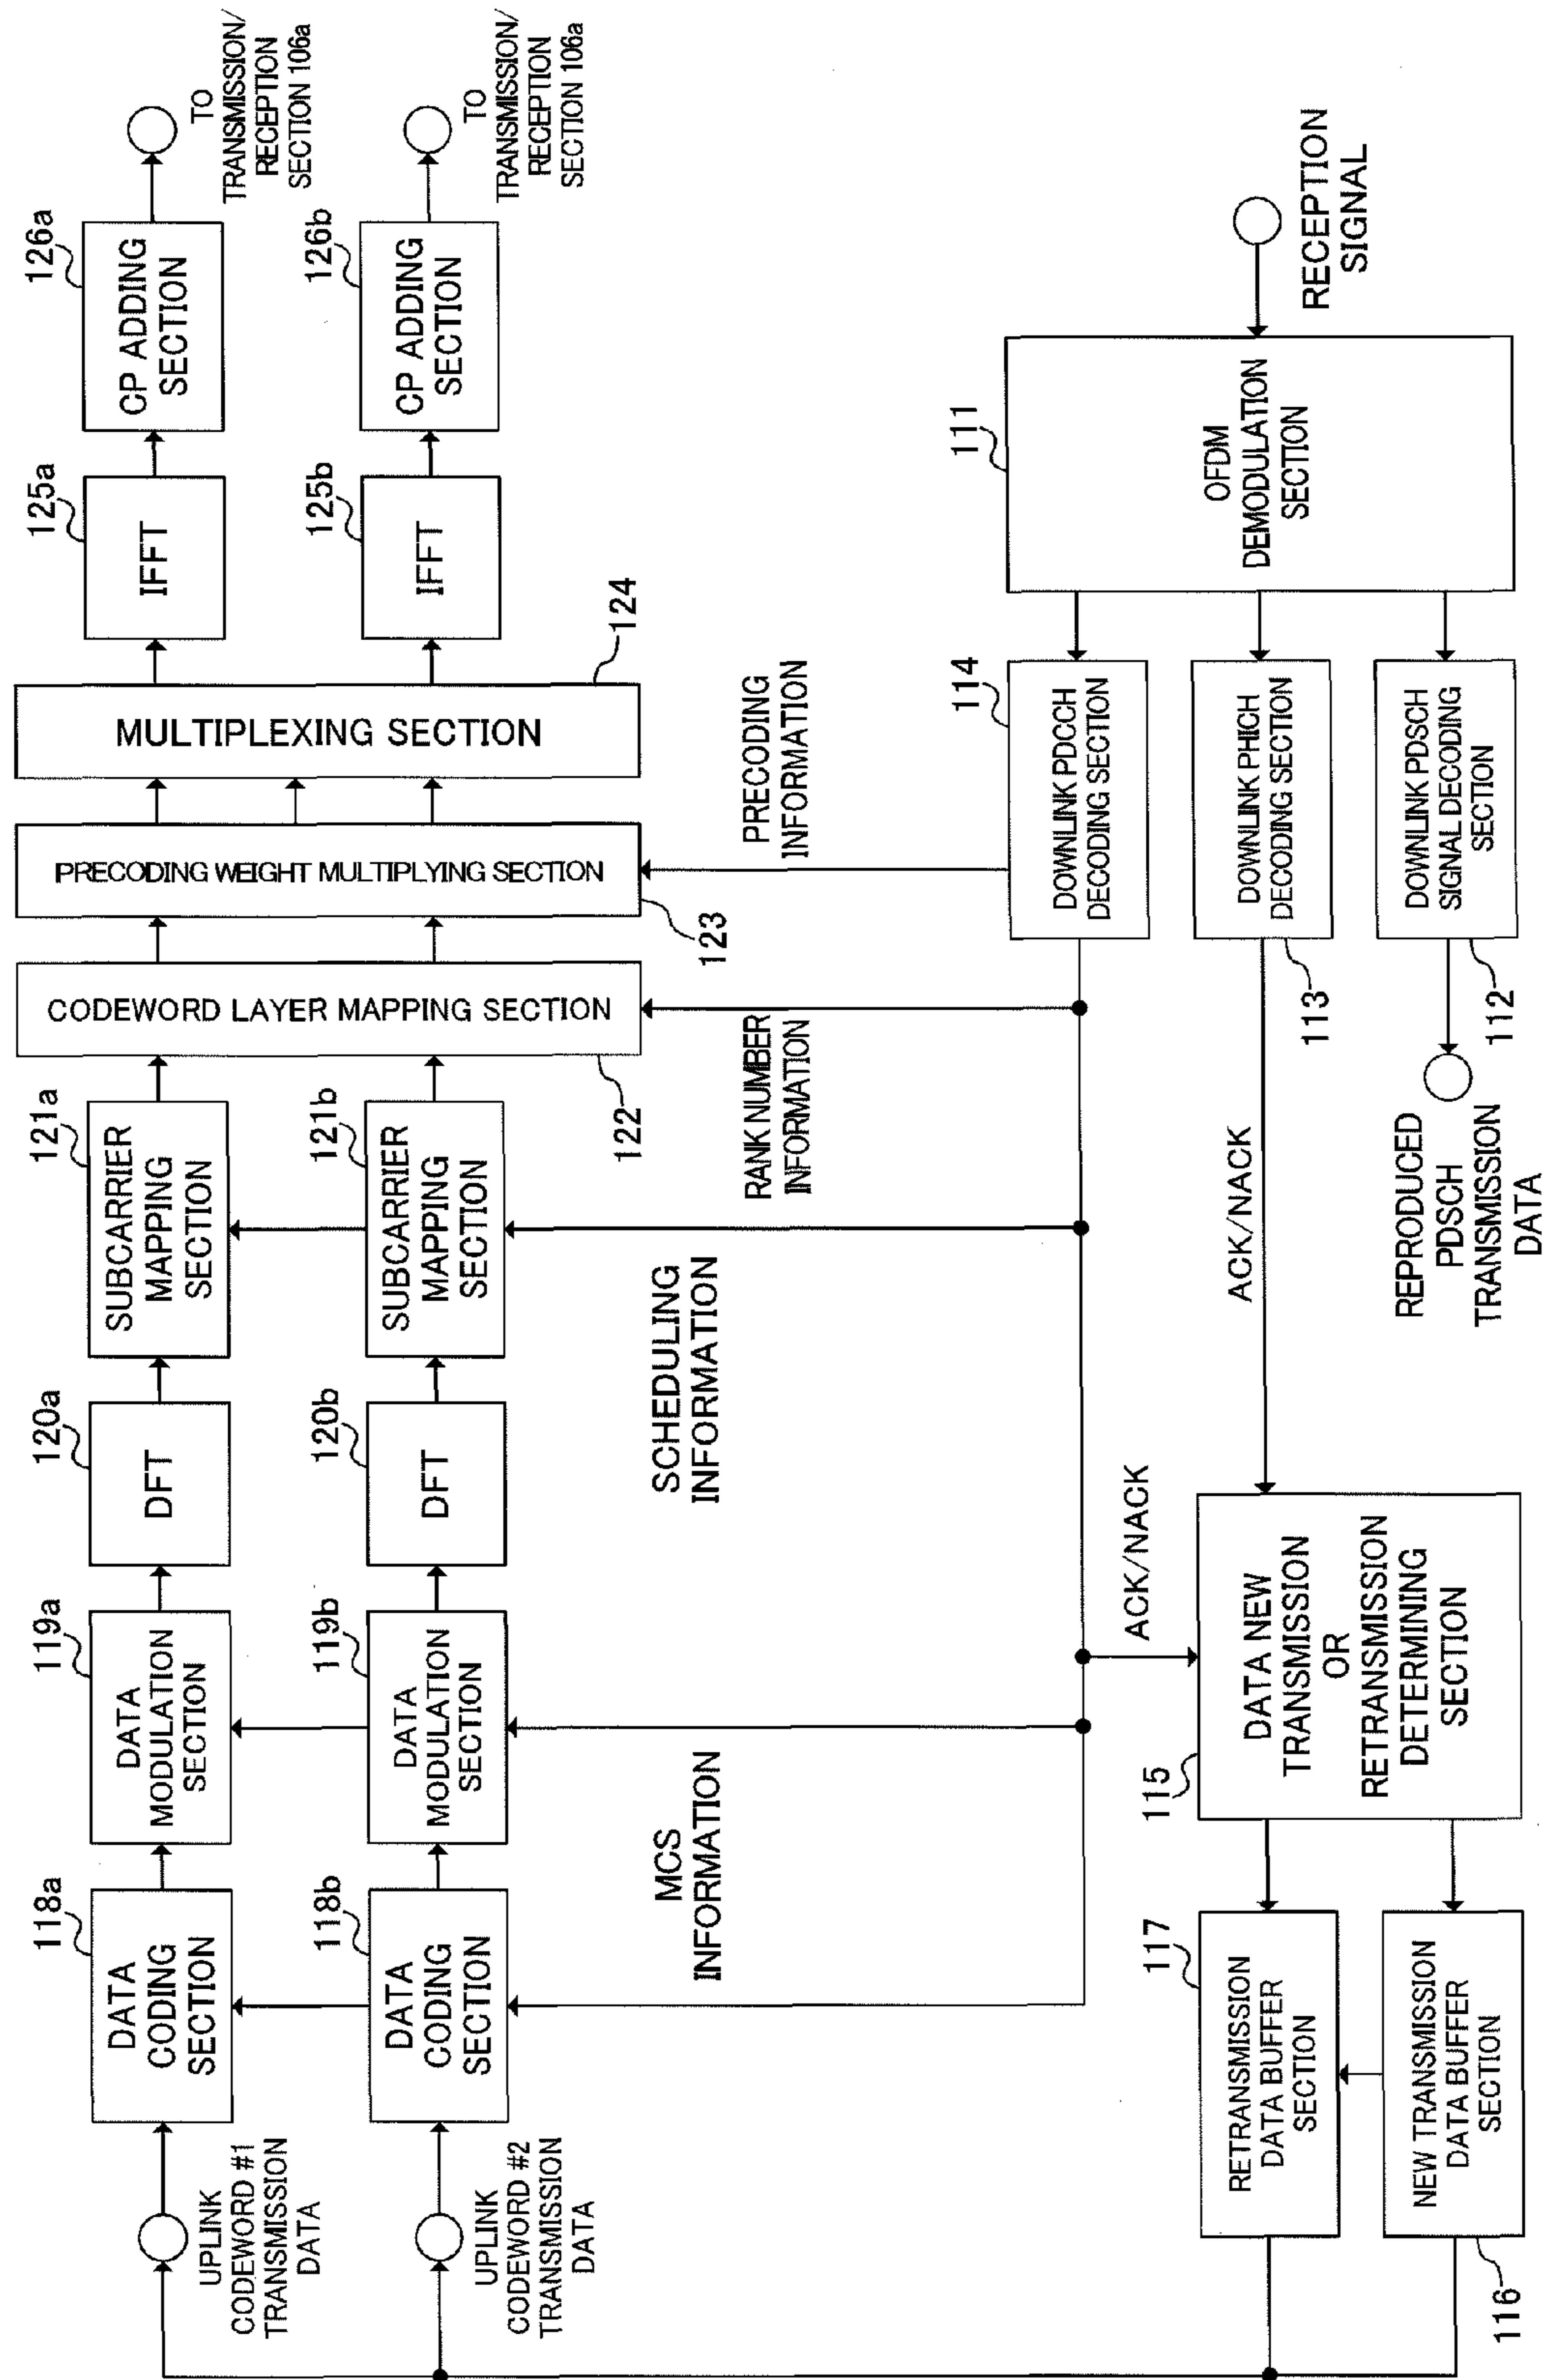 UPLINK
CODEWORD #1
TRANSMISSION
DATA
118a
DATA
CODING
SECTION
119a
DATA
MODULATION
SECTION
120a
DFT
121a
SUBCARRIER
MAPPING
SECTION
125a
IFFT
126a
CP ADDING
SECTION
TO
TRANSMISSION/
RECEPTION
SECTION 106a
UPLINK
CODEWORD #2
TRANSMISSION
DATA
118b
DATA
CODING
SECTION
119b
DATA
MODULATION
SECTION
120b
DFT
121b
SUBCARRIER
MAPPING
SECTION
CODEWORD LAYER MAPPING SECTION
122
PRECODING WEIGHT MULTIPLYING SECTION
123
MULTIPLEXING SECTION
124
125b
IFFT
126b
CP ADDING
SECTION
TO
TRANSMISSION/
RECEPTION
SECTION 106a
MCS
INFORMATION
SCHEDULING
INFORMATION
RANK NUMBER
INFORMATION
PRECODING
INFORMATION
ACK/NACK
ACK/NACK
117
RETRANSMISSION
DATA BUFFER
SECTION
NEW TRANSMISSION
DATA BUFFER
SECTION
116
115
DATA NEW
TRANSMISSION
OR
RETRANSMISSION
DETERMINING
SECTION
114
DOWNLINK PDCCH
DECODING SECTION
DOWNLINK PHICH
DECODING SECTION
113
DOWNLINK PDSCH
SIGNAL DECODING
SECTION
112
REPRODUCED
PDSCH
TRANSMISSION
DATA
111
OFDM
DEMODULATION
SECTION
RECEPTION
SIGNAL